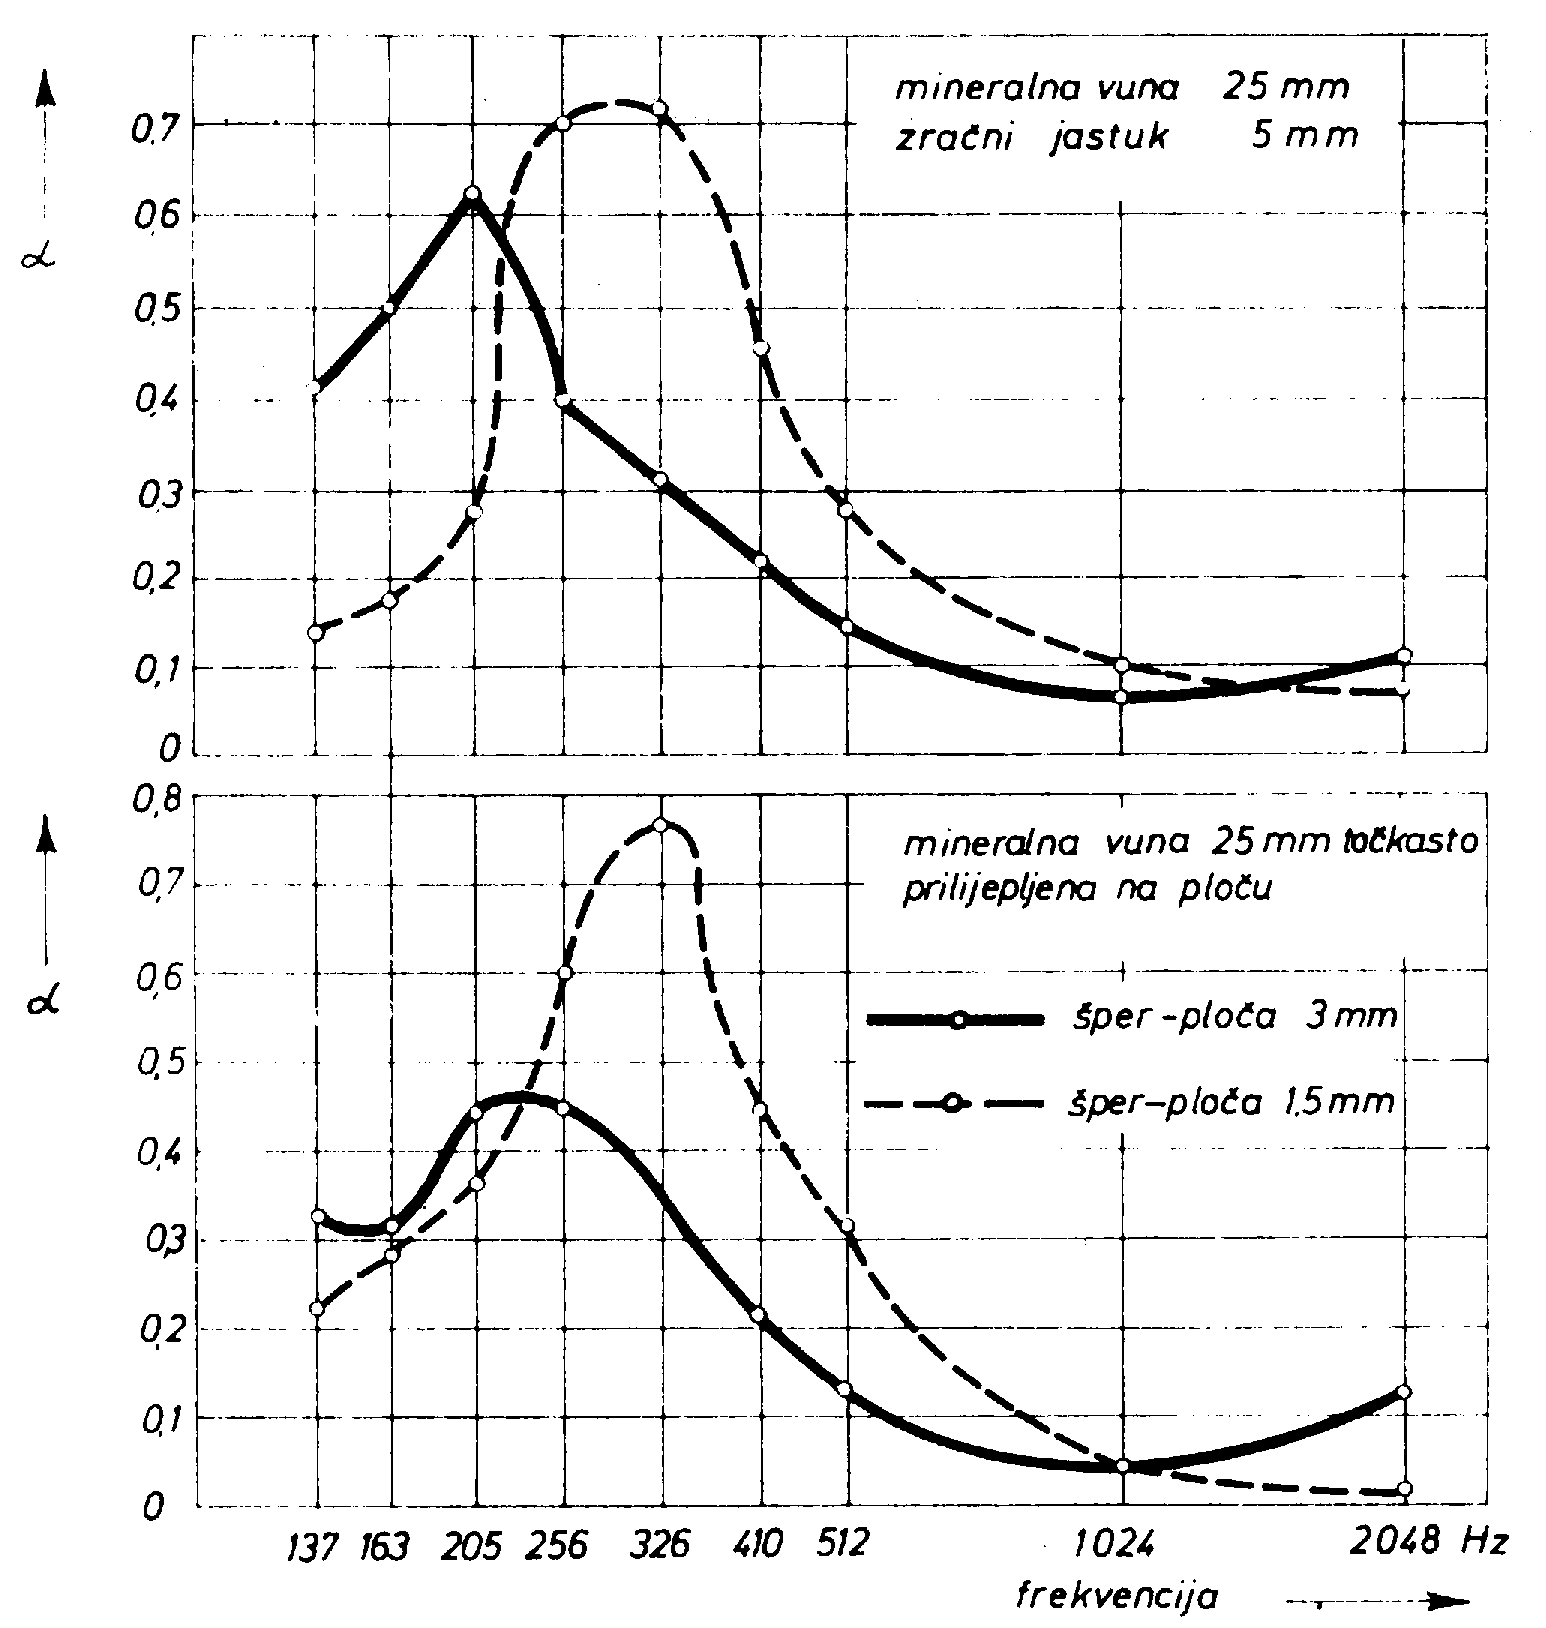 mineralna vuna 25 mm
zračni jastuk 5 mm
α
0,7
0,6
0,5
0,4
0,3
0,2
0,1
0
mineralna vuna 25 mm točkasto
prilijepljena na ploču
šper-ploča 3 mm
šper-ploča 1.5 mm
α
0,8
0,7
0,6
0,5
0,4
0,3
0,2
0,1
0
137 163 205 256 326 410 512 1024 2048 Hz
frekvencija